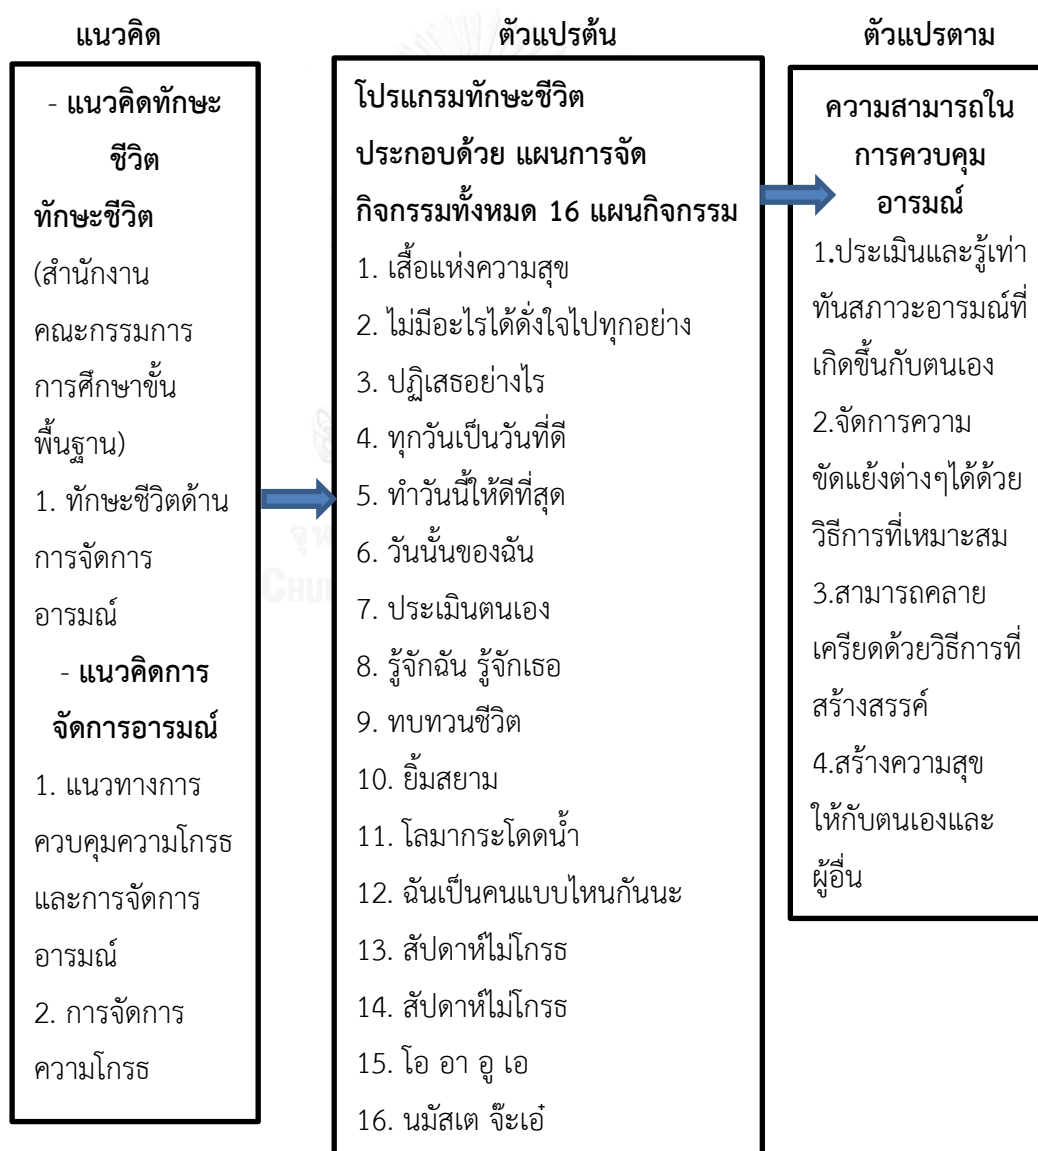 แนวคิด
- แนวคิดทักษะ
ชีวิต
ทักษะชีวิต
(สำนักงาน
คณะกรรมการ
การศึกษาขั้น
พื้นฐาน)
1. ทักษะชีวิตด้าน
การจัดการ
อารมณ์
- แนวคิดการ
จัดการอารมณ์
1. แนวทางการ
ควบคุมความโกรธ
และการจัดการ
อารมณ์
2. การจัดการ
ความโกรธ
ตัวแปรต้น
โปรแกรมทักษะชีวิต
ประกอบด้วย แผนการจัด
กิจกรรมทั้งหมด 16 แผนกิจกรรม
1. เสื้อแห่งความสุข
2. ไม่มีอะไรได้ดั่งใจไปทุกอย่าง
3. ปฏิเสธอย่างไร
4. ทุกวันเป็นวันที่ดี
5. ทำวันนี้ให้ดีที่สุด
6. วันนั้นของฉัน
7. ประเมินตนเอง
8. รู้จักฉัน รู้จักเธอ
9. ทบทวนชีวิต
10. ยิ้มสยาม
11. โลมากระโดดน้ำ
12. ฉันเป็นคนแบบไหนกันนะ
13. สัปดาห์ไม่โกรธ
14. สัปดาห์ไม่โกรธ
15. โอ อา อู เอ
16. นมัสเต จ๊ะเอ๋
ตัวแปรตาม
ความสามารถใน
การควบคุม
อารมณ์
1.ประเมินและรู้เท่า
ทันสภาวะอารมณ์ที่
เกิดขึ้นกับตนเอง
2.จัดการความ
ขัดแย้งต่างๆได้ด้วย
วิธีการที่เหมาะสม
3.สามารถคลาย
เครียดด้วยวิธีการที่
สร้างสรรค์
4.สร้างความสุข
ให้กับตนเองและ
ผู้อื่น